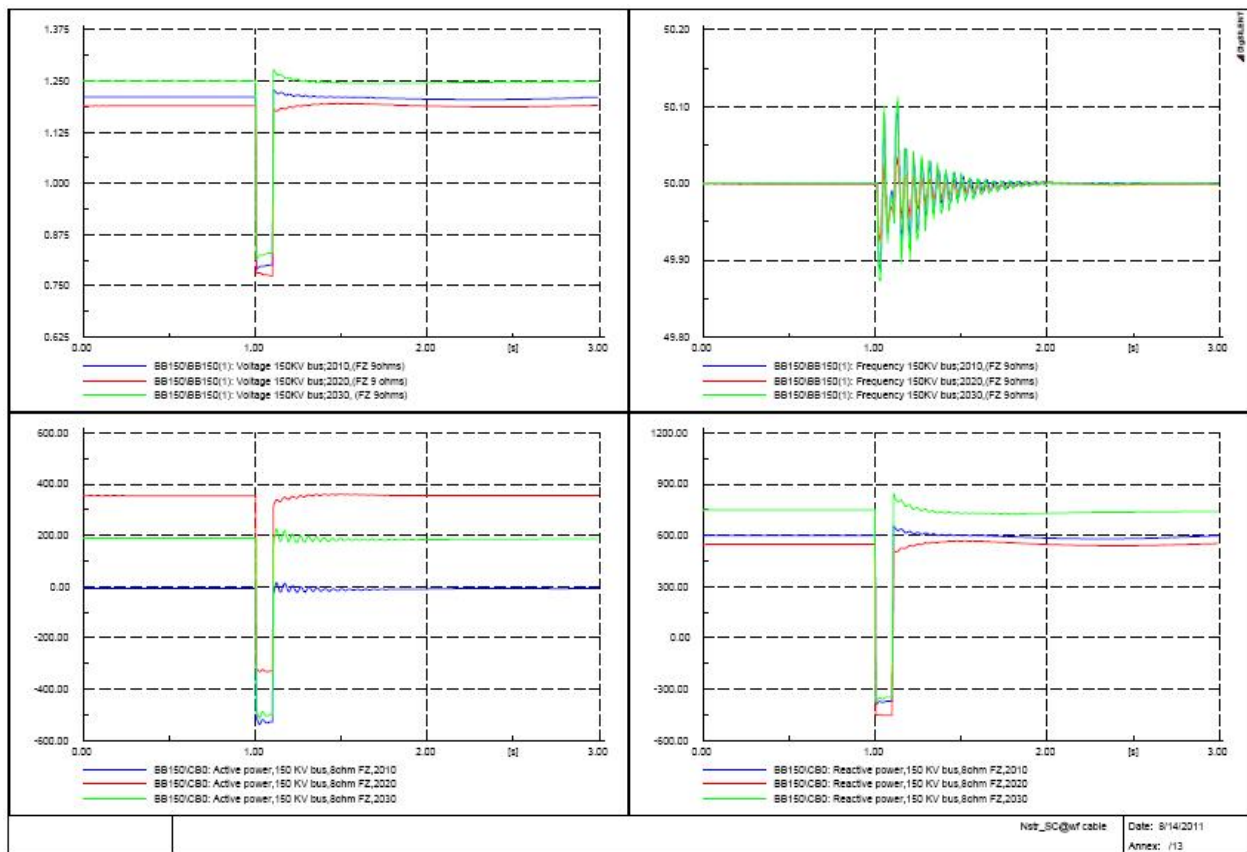 1.375
1.250
1.125
1.000
0.875
0.750
0.625
0.00 1.00 2.00 [s] 3.00
BB150\BB150(1): Voltage 150KV bus;2010,(FZ 9ohms)
BB150\BB150(1): Voltage 150KV bus;2020,(FZ 9 ohms)
BB150\BB150(1): Voltage 150KV bus;2030, (FZ 9ohms)
50.20
50.10
50.00
49.90
49.80
0.00 1.00 2.00 [s] 3.00
BB150\BB150(1): Frequency 150KV bus;2010,(FZ 9ohms)
BB150\BB150(1): Frequency 150KV bus;2020,(FZ 9ohms)
BB150\BB150(1): Frequency 150KV bus;2030,(FZ 9ohms)
DIgSILENT
600.00
400.00
200.00
0.00
-200.00
-400.00
-600.00
0.00 1.00 2.00 [s] 3.00
BB150\CB0: Active power,150 KV bus,8ohm FZ,2010
BB150\CB0: Active power,150 KV bus,8ohm FZ,2020
BB150\CB0: Active power,150 KV bus,8ohm FZ,2030
1200.00
900.00
600.00
300.00
0.00
-300.00
-600.00
0.00 1.00 2.00 [s] 3.00
BB150\CB0: Reactive power,150 KV bus,8ohm FZ,2010
BB150\CB0: Reactive power,150 KV bus,8ohm FZ,2020
BB150\CB0: Reactive power,150 KV bus,8ohm FZ,2030
Nstr_SC@wf cable
Date: 8/14/2011
Annex: /13